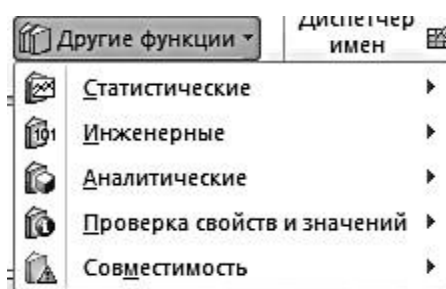 Другие функции
Диспетчер
имен
Статистические
Инженерные
Аналитические
Проверка свойств и значений
Совместимость